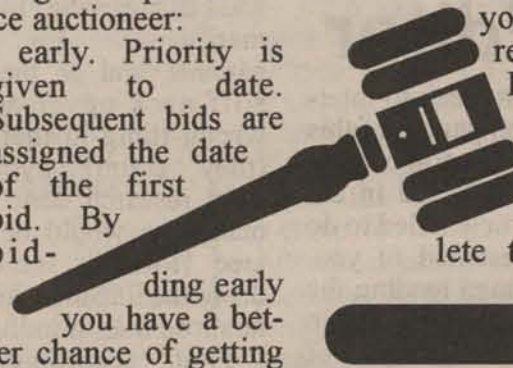 ce auctioneer:
early. Priority is
given to date.
Subsequent bids are
assigned the date
of the first
bid. By
bid-
ding early
you have a bet-
er chance of getting
yo
re
lete t